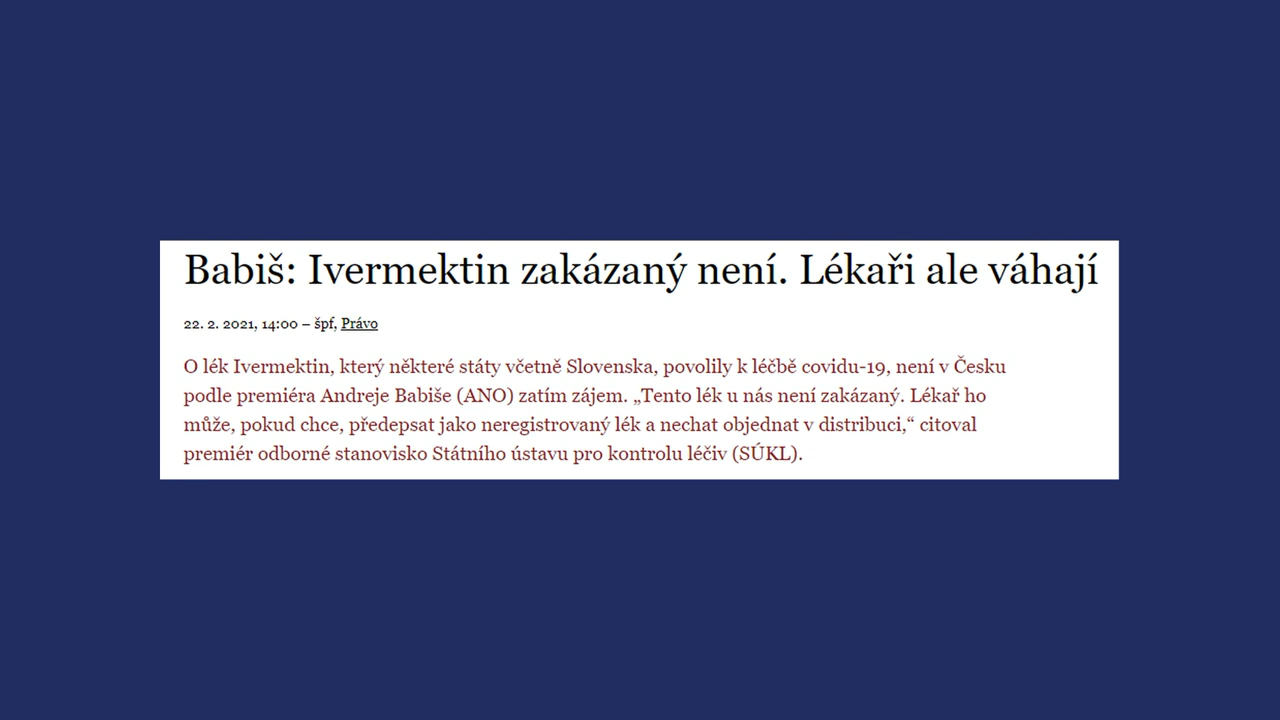 Babiš: Ivermektin zakázaný není. Lékaři ale váhají
22. 2. 2021, 14:00 – špf, Právo
O lék Ivermektin, který některé státy včetně Slovenska, povolily k léčbě covidu-19, není v Česku
podle premiéra Andreje Babiše (ANO) zatím zájem. „Tento lék u nás není zakázaný. Lékař ho
může, pokud chce, předepsat jako neregistrovaný lék a nechat objednat v distribuci,“ citoval
premiér odborné stanovisko Státního ústavu pro kontrolu léčiv (SÚKL).